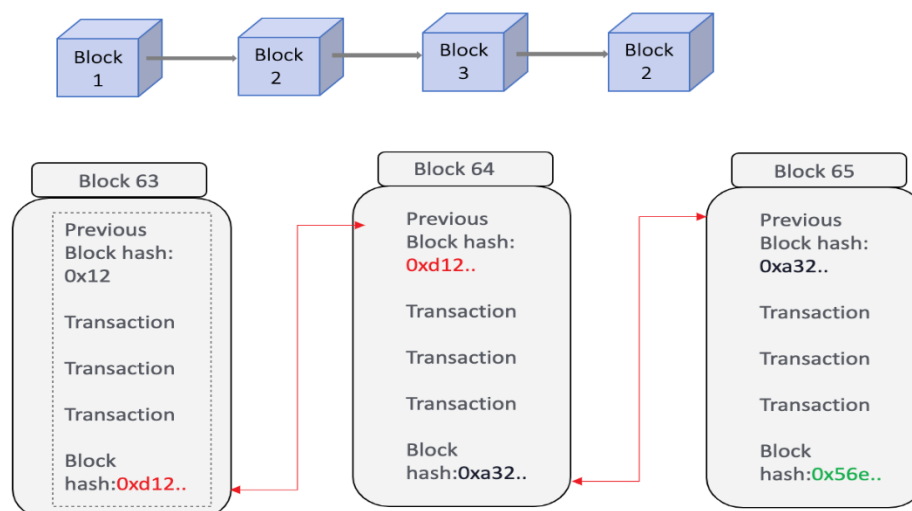 Block
1
Block
2
Block
3
Block
2
Block 63
Previous
Block hash:
0x12
Transaction
Transaction
Transaction
Block
hash:0xd12..
Block 64
Previous
Block hash:
0xd12..
Transaction
Transaction
Transaction
Block
hash:0xa32..
Block 65
Previous
Block hash:
0xa32..
Transaction
Transaction
Transaction
Block
hash:0x56e..